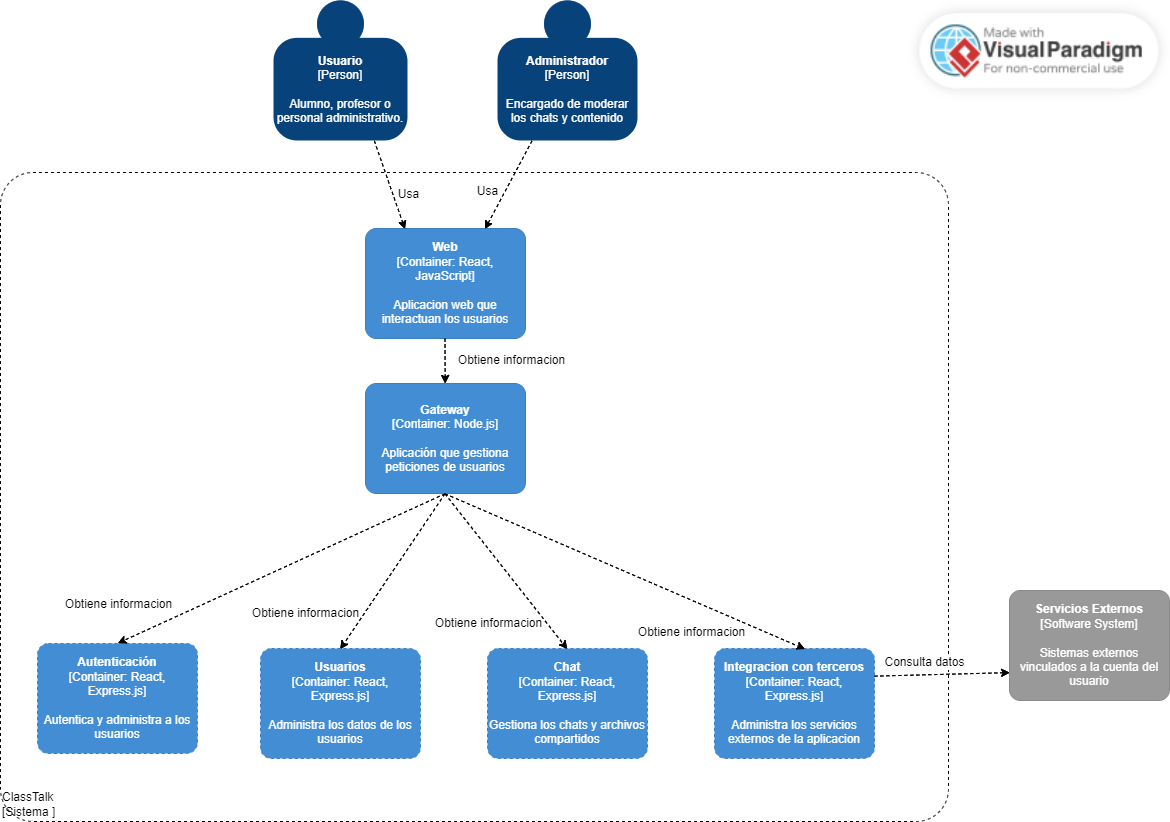 Made with
VisualParadigm
For non-commercial use
Usuario
[Person]
Alumno, profesor o
personal administrativo.
Administrador
[Person]
Encargado de moderar
los chats y contenido
Usa
Usa
Web
[Container: React,
JavaScript]
Aplicacion web que
interactuan los usuarios
Obtiene informacion
Gateway
[Container: Node.js]
Aplicación que gestiona
peticiones de usuarios
Obtiene informacion
Obtiene informacion
Obtiene informacion
Obtiene informacion
Autenticación
[Container: React,
Express.js]
Autentica y administra a los
usuarios
Usuarios
[Container: React,
Express.js]
Administra los datos de los
usuarios
Chat
[Container: React,
Express.js]
Gestiona los chats y archivos
compartidos
Integracion con terceros
[Container: React,
Express.js]
Administra los servicios
externos de la aplicacion
Consulta datos
Servicios Externos
[Software System]
Sistemas externos
vinculados a la cuenta del
usuario
ClassTalk
[Sistema ]